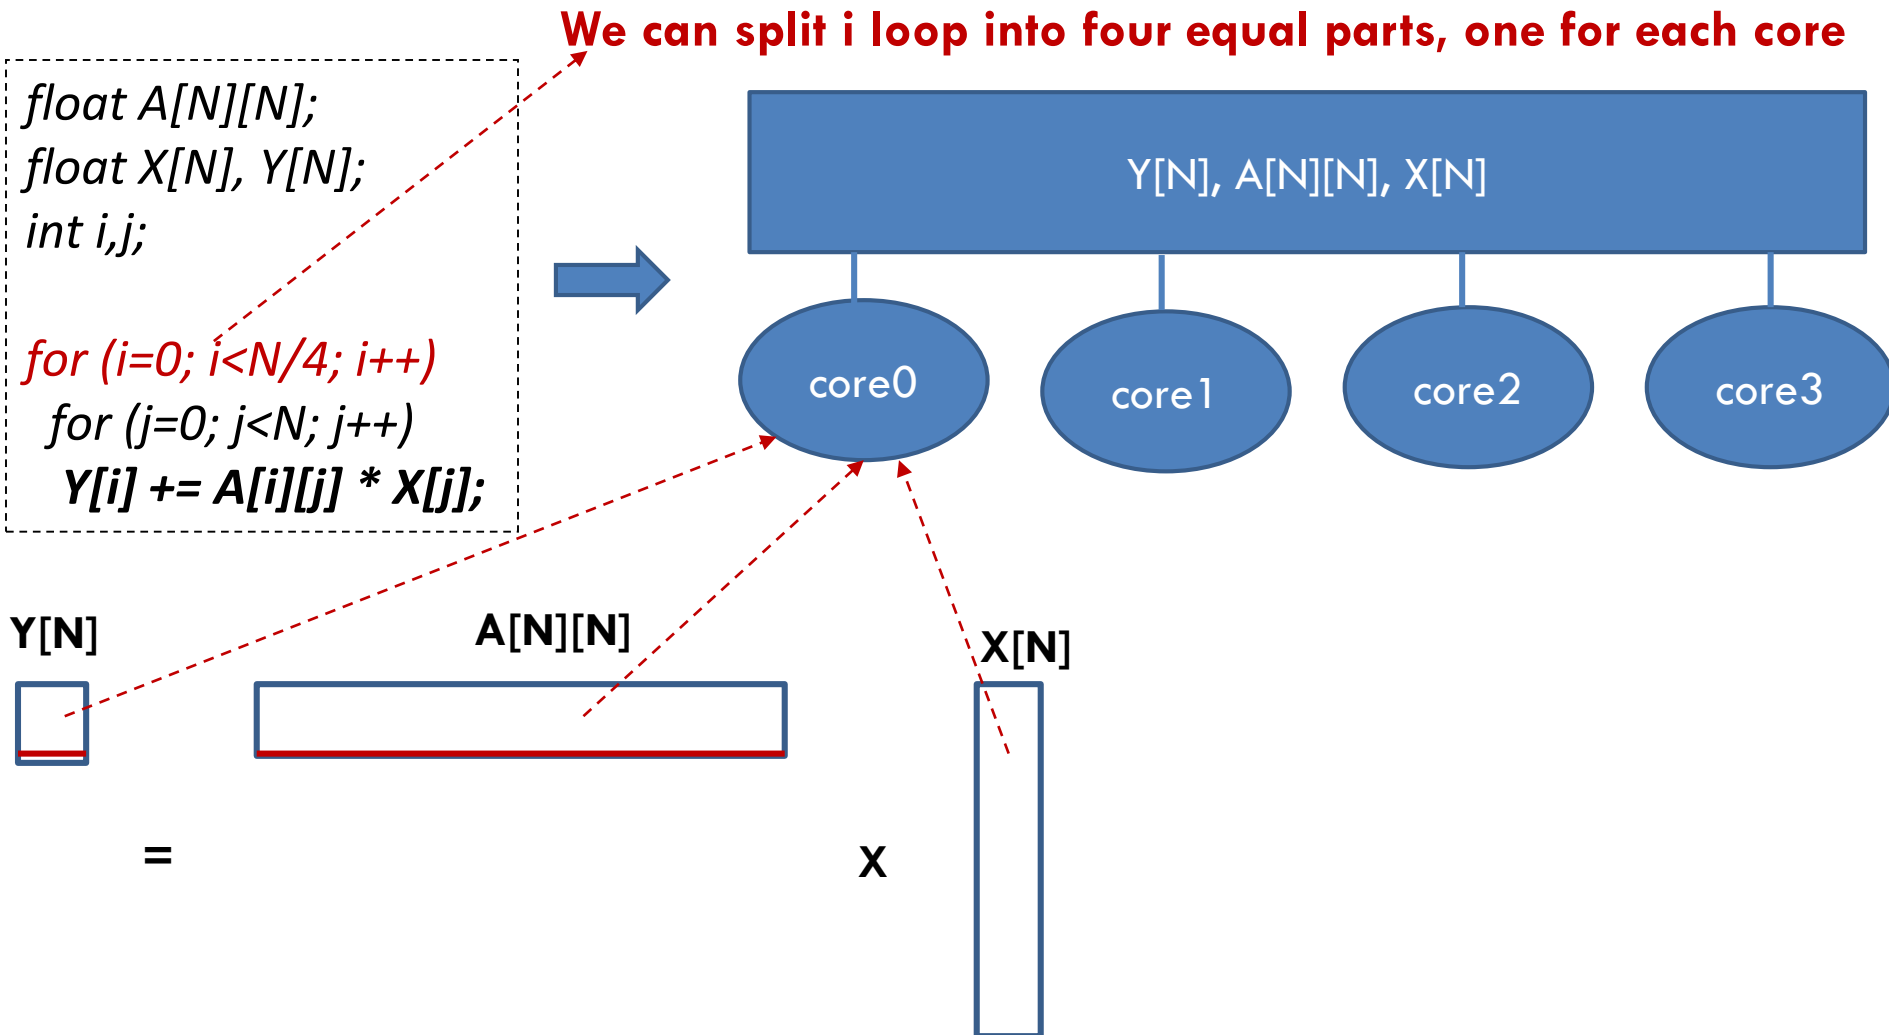 We can split i loop into four equal parts, one for each core
float A[N][N];
float X[N], Y[N];
int i,j;
for (i=0; i<N/4; i++)
for (j=0; j<N; j++)
Y[i] += A[i][j] * X[j];
Y[N], A[N][N], X[N]
core0
core1
core2
core3
Y[N]
A[N][N]
X[N]
=
X